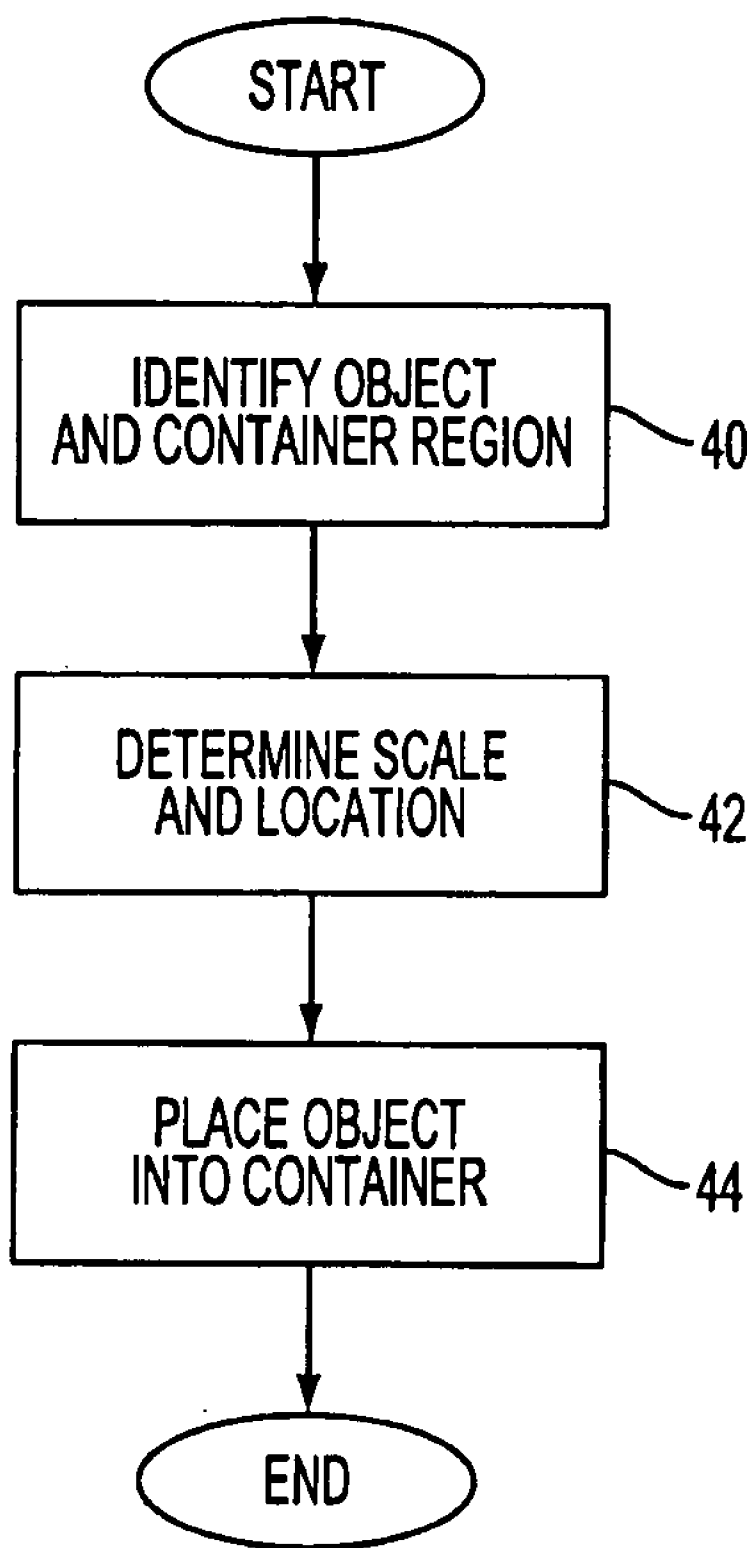 START
IDENTIFY OBJECT
AND CONTAINER REGION
40
DETERMINE SCALE
AND LOCATION
42
PLACE OBJECT
INTO CONTAINER
44
END